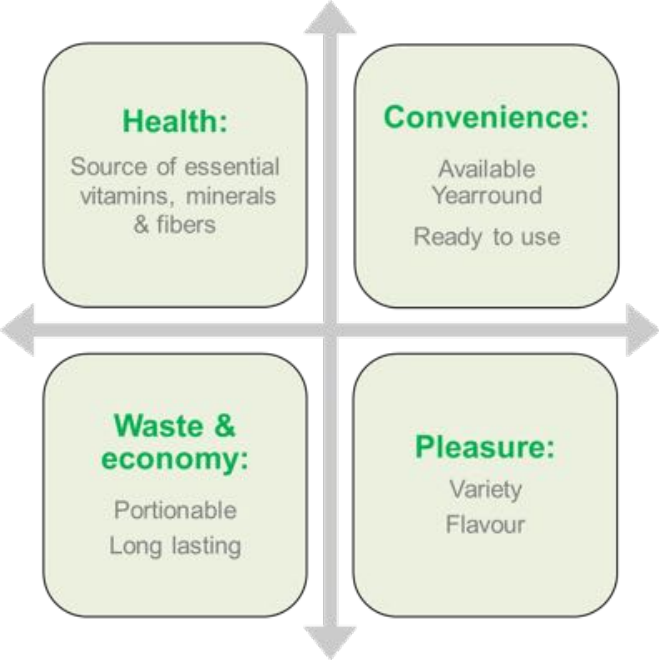 Health:
Source of essential
vitamins, minerals
& fibers
Convenience:
Available
Yearround
Ready to use
Waste &
economy:
Portionable
Long lasting
Pleasure:
Variety
Flavour